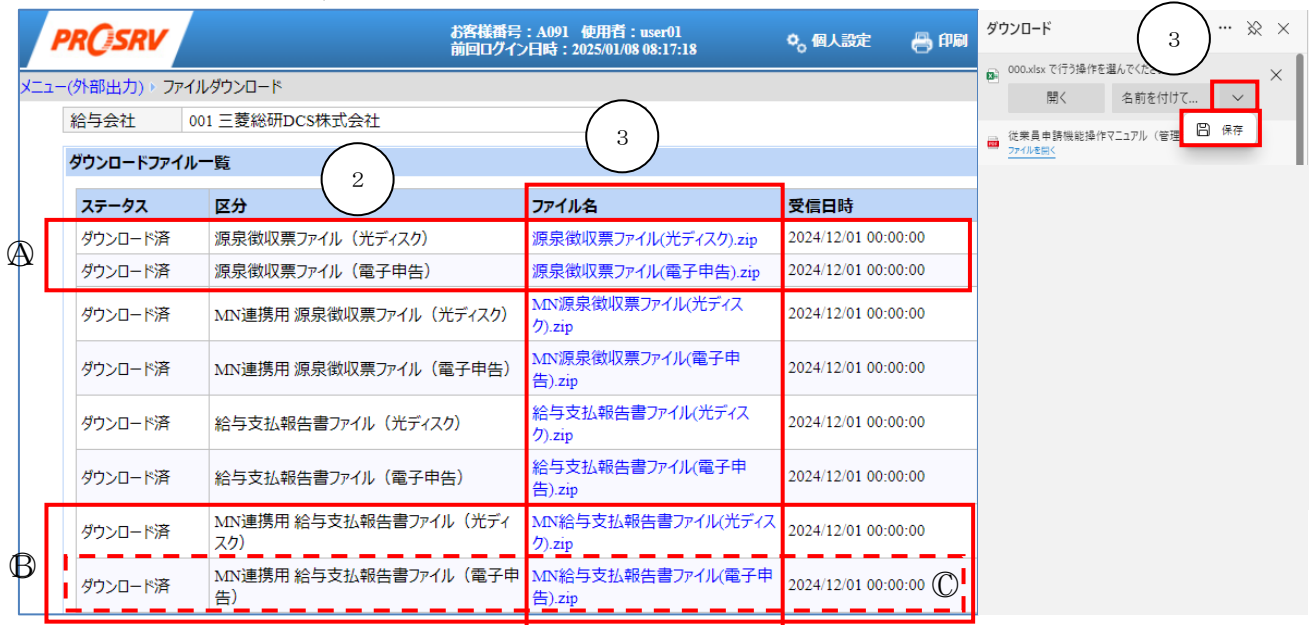 PROSRV
お客様番号：A091 使用者：user01
前回ログイン日時：2025/01/08 08:17:18
個人設定
印刷
メニュー(外部出力) › ファイルダウンロード
給与会社 001 三菱総研DCS株式会社
ダウンロードファイル一覧
2
3
ステータス 区分 ファイル名 受信日時
Ⓐ
ダウンロード済 源泉徴収票ファイル（光ディスク） 源泉徴収票ファイル(光ディスク).zip 2024/12/01 00:00:00
ダウンロード済 源泉徴収票ファイル（電子申告） 源泉徴収票ファイル(電子申告).zip 2024/12/01 00:00:00
ダウンロード済 MN連携用 源泉徴収票ファイル（光ディスク） MN源泉徴収票ファイル(光ディス
ク).zip 2024/12/01 00:00:00
ダウンロード済 MN連携用 源泉徴収票ファイル（電子申告） MN源泉徴収票ファイル(電子申
告).zip 2024/12/01 00:00:00
ダウンロード済 給与支払報告書ファイル（光ディスク） 給与支払報告書ファイル(光ディス
ク).zip 2024/12/01 00:00:00
ダウンロード済 給与支払報告書ファイル（電子申告） 給与支払報告書ファイル(電子申
告).zip 2024/12/01 00:00:00
Ⓑ
ダウンロード済 MN連携用 給与支払報告書ファイル（光ディ
スク） MN給与支払報告書ファイル(光ディス
ク).zip 2024/12/01 00:00:00
ダウンロード済 MN連携用 給与支払報告書ファイル（電子申
告） MN給与支払報告書ファイル(電子申
告).zip 2024/12/01 00:00:00 Ⓒ
ダウンロード
3
000.xlsx で行う操作を選んでくだ
開く 名前を付けて...
保存
従業員申請機能操作マニュアル（管理
ファイルを開く